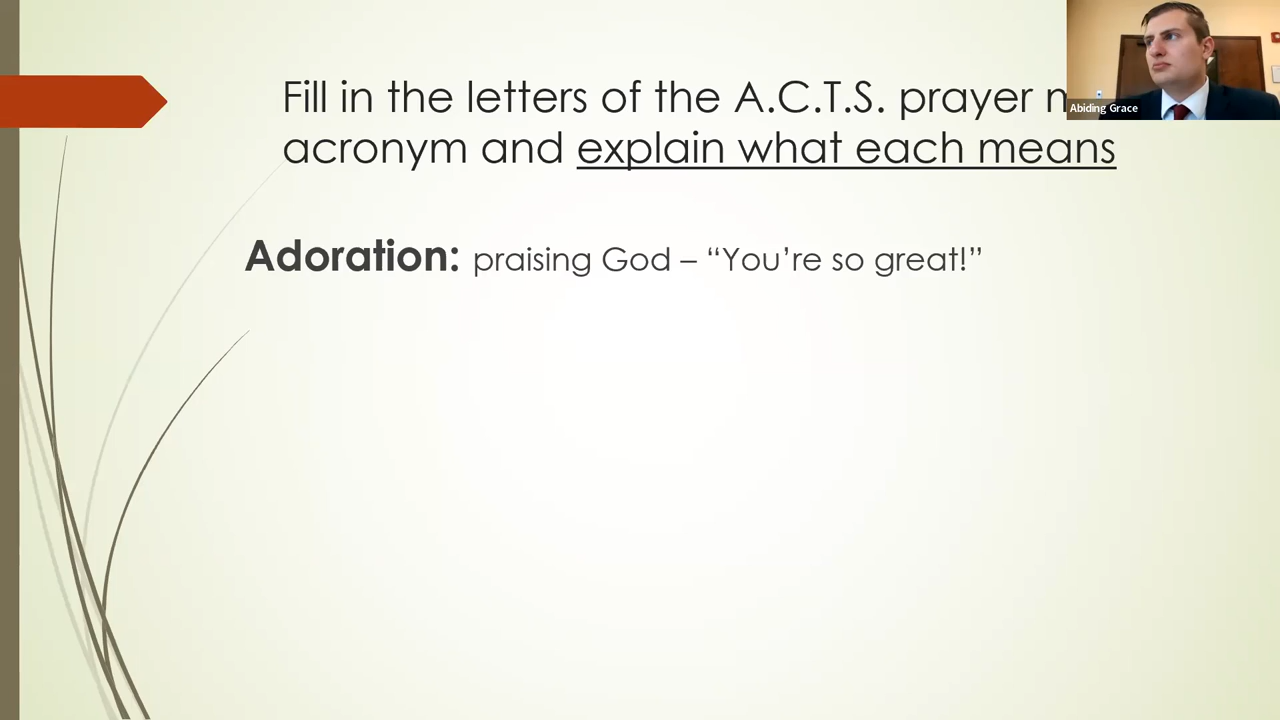 Fill in the letters of the A.C.T.S. prayer
acronym and explain what each means
Abiding Grace
Adoration: praising God – “You’re so great!”